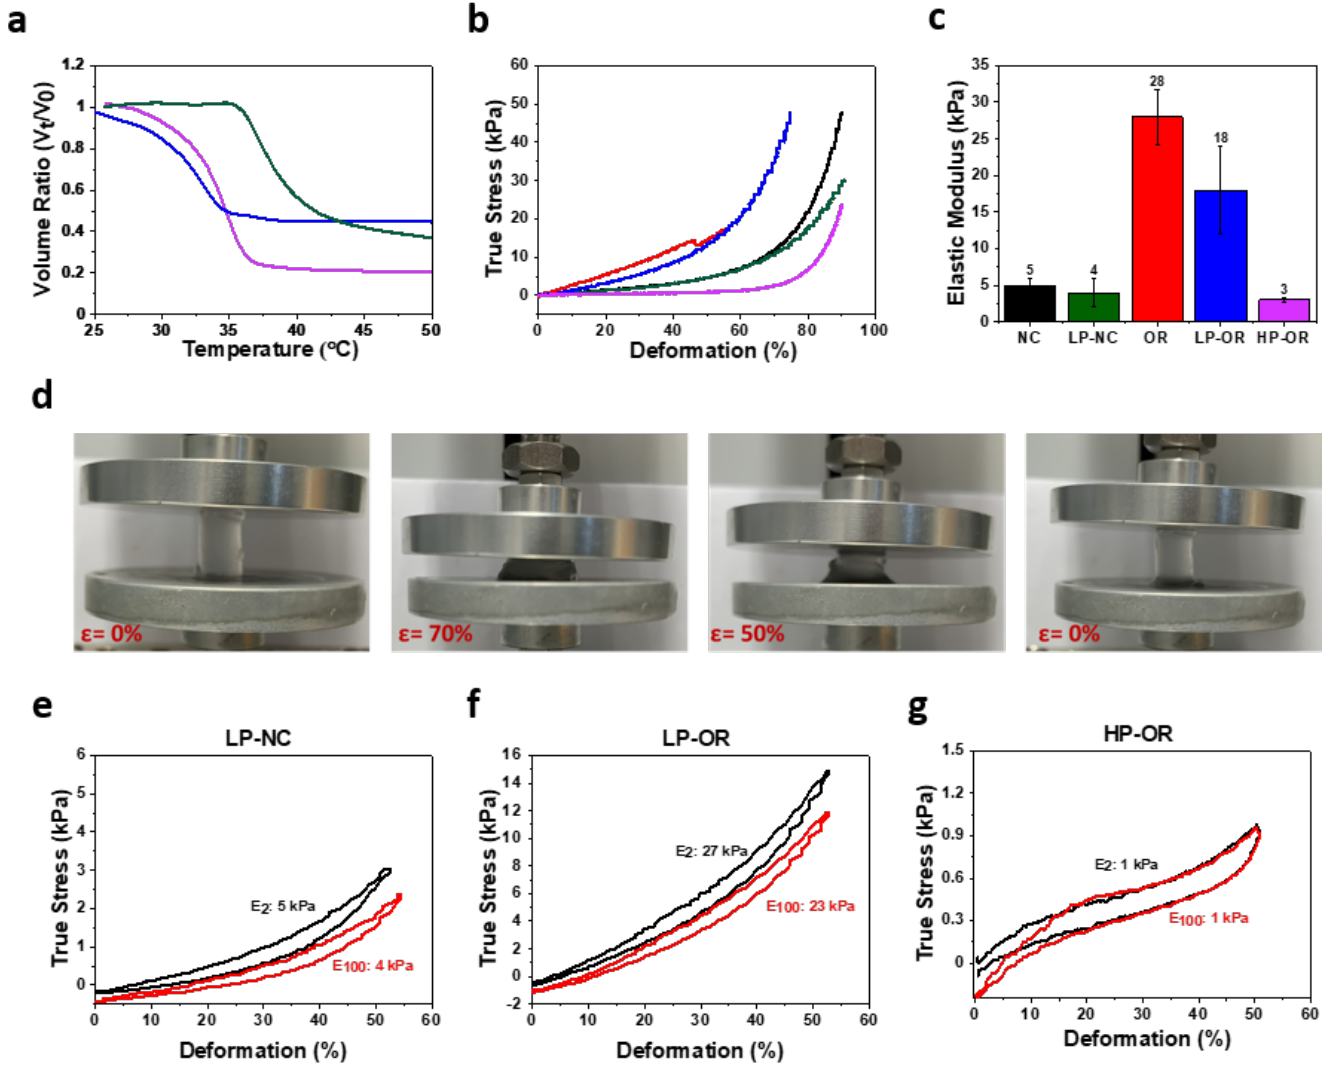 a
1.2
1
0.8
0.6
0.4
0.2
0
25
30
35
40
45
50
Volume Ratio (Vt/V0)
Temperature (ºC)
b
60
50
40
30
20
10
0
0
20
40
60
80
100
True Stress (kPa)
Deformation (%)
c
35
30
25
20
15
10
5
0
Elastic Modulus (kPa)
5
4
28
18
3
NC
LP-NC
OR
LP-OR
HP-OR
d
ε= 0%
ε= 70%
ε= 50%
ε= 0%
e
LP-NC
6
5
4
3
2
1
0
0
10
20
30
40
50
60
True Stress (kPa)
Deformation (%)
E2: 5 kPa
E100: 4 kPa
f
LP-OR
16
14
12
10
8
6
4
2
0
-2
0
10
20
30
40
50
60
True Stress (kPa)
Deformation (%)
E2: 27 kPa
E100: 23 kPa
g
HP-OR
1.5
1.2
0.9
0.6
0.3
0
0
10
20
30
40
50
60
True Stress (kPa)
Deformation (%)
E2: 1 kPa
E100: 1 kPa